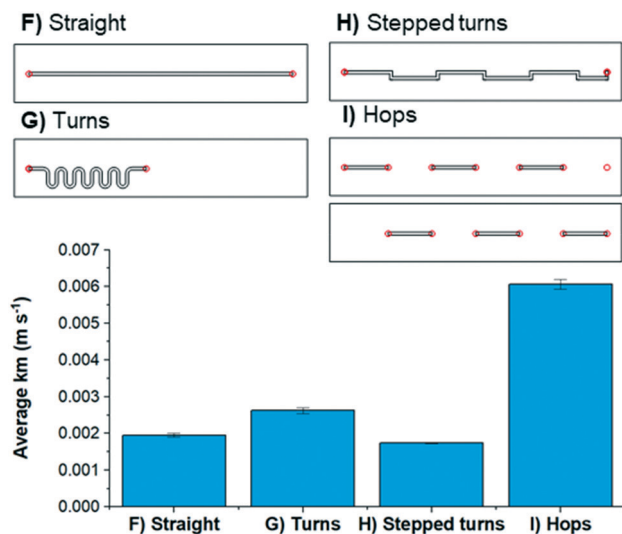 F) Straight
H) Stepped turns
G) Turns
I) Hops
0.007
0.006
0.005
0.004
0.003
0.002
0.001
0.000
Average km (m s⁻¹)
F) Straight G) Turns H) Stepped turns I) Hops